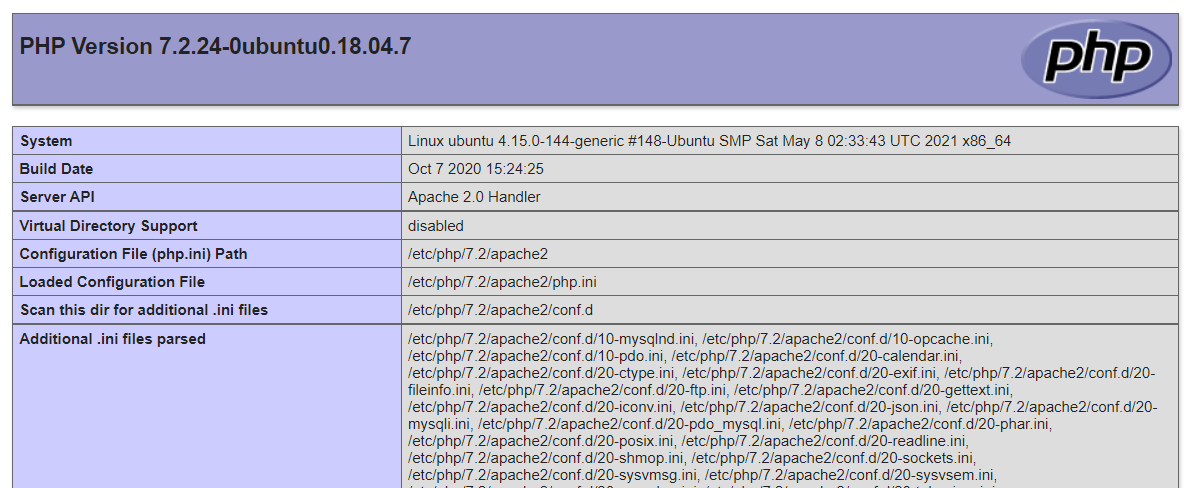 PHP Version 7.2.24-0ubuntu0.18.04.7
php
System Linux ubuntu 4.15.0-144-generic #148-Ubuntu SMP Sat May 8 02:33:43 UTC 2021 x86_64
Build Date Oct 7 2020 15:24:25
Server API Apache 2.0 Handler
Virtual Directory Support disabled
Configuration File (php.ini) Path /etc/php/7.2/apache2
Loaded Configuration File /etc/php/7.2/apache2/php.ini
Scan this dir for additional .ini files /etc/php/7.2/apache2/conf.d
Additional .ini files parsed /etc/php/7.2/apache2/conf.d/10-mysqlnd.ini, /etc/php/7.2/apache2/conf.d/10-opcache.ini,
/etc/php/7.2/apache2/conf.d/10-pdo.ini, /etc/php/7.2/apache2/conf.d/20-calendar.ini,
/etc/php/7.2/apache2/conf.d/20-ctype.ini, /etc/php/7.2/apache2/conf.d/20-exif.ini, /etc/php/7.2/apache2/conf.d/20-
fileinfo.ini, /etc/php/7.2/apache2/conf.d/20-ftp.ini, /etc/php/7.2/apache2/conf.d/20-gettext.ini,
/etc/php/7.2/apache2/conf.d/20-iconv.ini, /etc/php/7.2/apache2/conf.d/20-json.ini, /etc/php/7.2/apache2/conf.d/20-
mysqli.ini, /etc/php/7.2/apache2/conf.d/20-pdo_mysql.ini, /etc/php/7.2/apache2/conf.d/20-phar.ini,
/etc/php/7.2/apache2/conf.d/20-posix.ini, /etc/php/7.2/apache2/conf.d/20-readline.ini,
/etc/php/7.2/apache2/conf.d/20-shmop.ini, /etc/php/7.2/apache2/conf.d/20-sockets.ini,
/etc/php/7.2/apache2/conf.d/20-sysvmsg.ini, /etc/php/7.2/apache2/conf.d/20-sysvsem.ini,